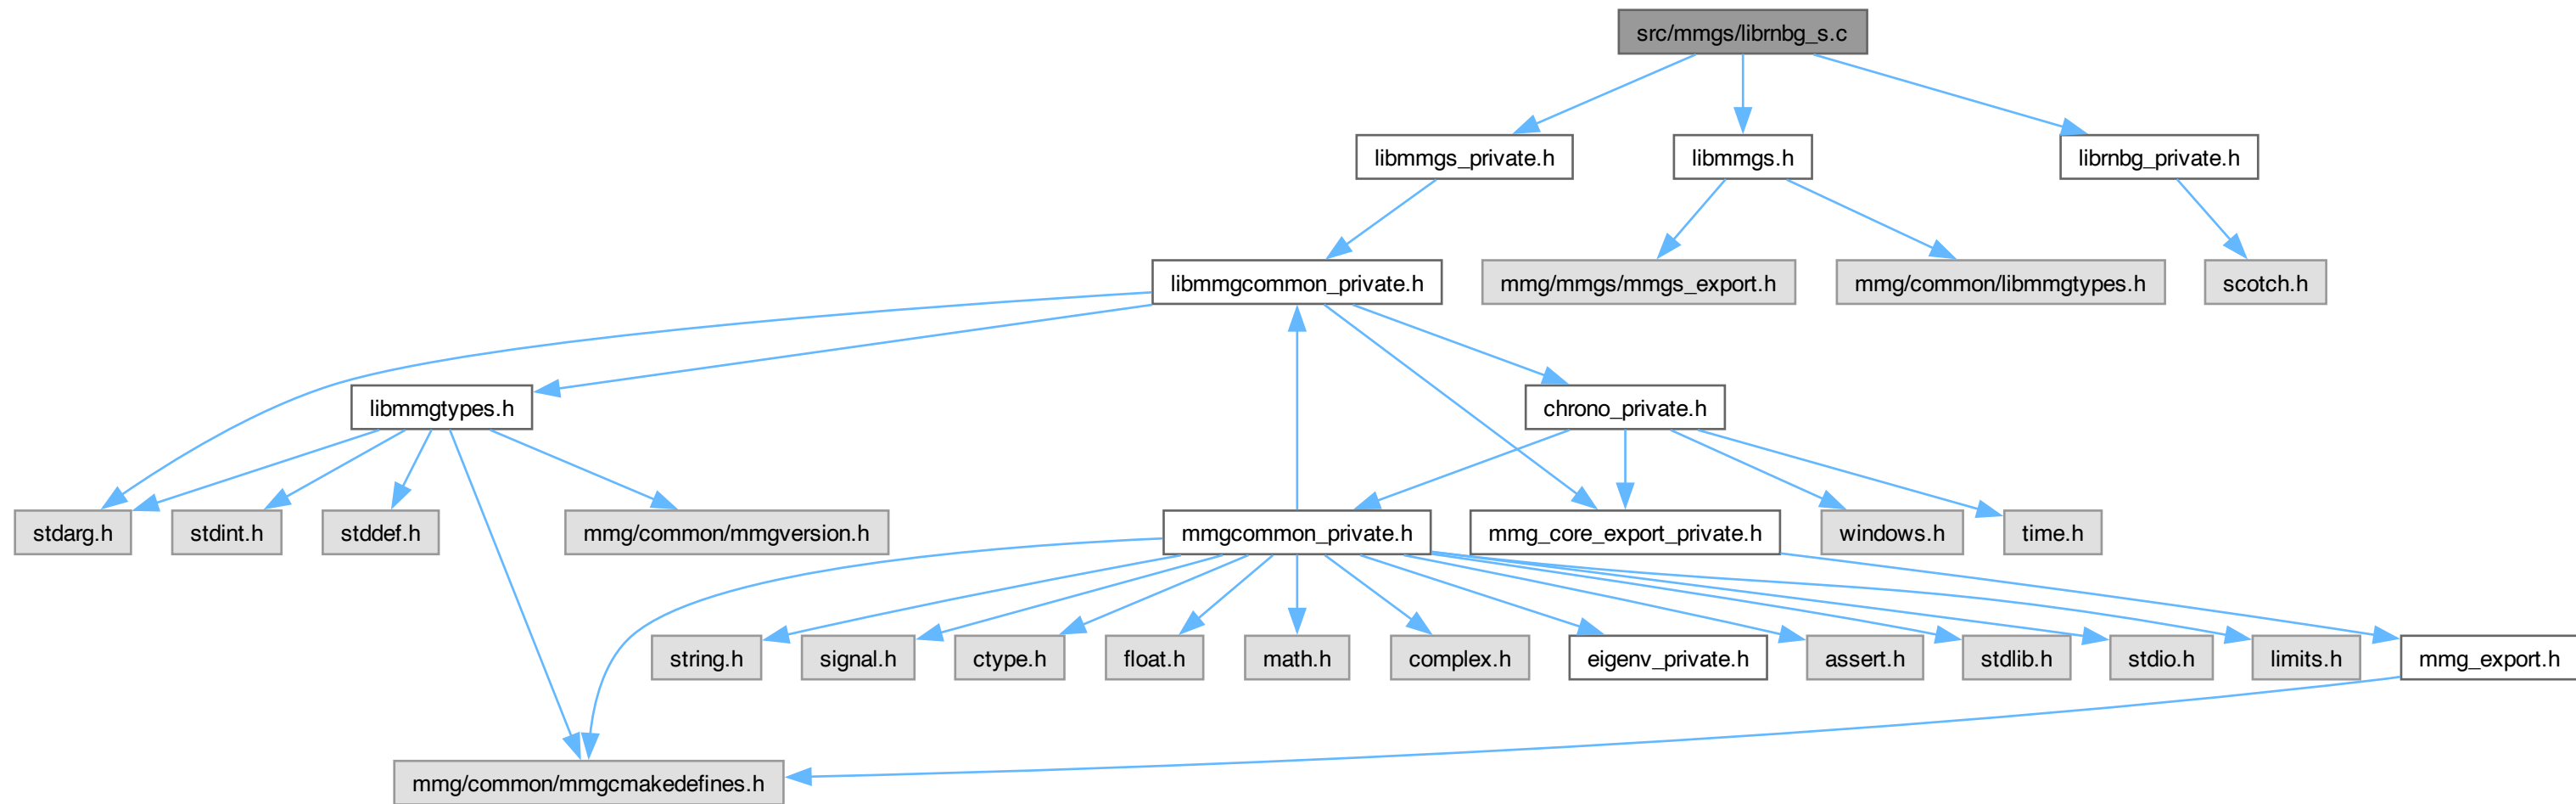 src/mmgs/librnbg_s.c
libmmgs_private.h
libmmgs.h
librnbg_private.h
libmmgcommon_private.h
mmg/mmgs/mmgs_export.h
mmg/common/libmmgtypes.h
scotch.h
libmmgtypes.h
chrono_private.h
stdarg.h
stdint.h
stddef.h
mmg/common/mmgversion.h
mmgcommon_private.h
mmg_core_export_private.h
windows.h
time.h
string.h
signal.h
ctype.h
float.h
math.h
complex.h
eigenv_private.h
assert.h
stdlib.h
stdio.h
limits.h
mmg_export.h
mmg/common/mmgcmakedefines.h